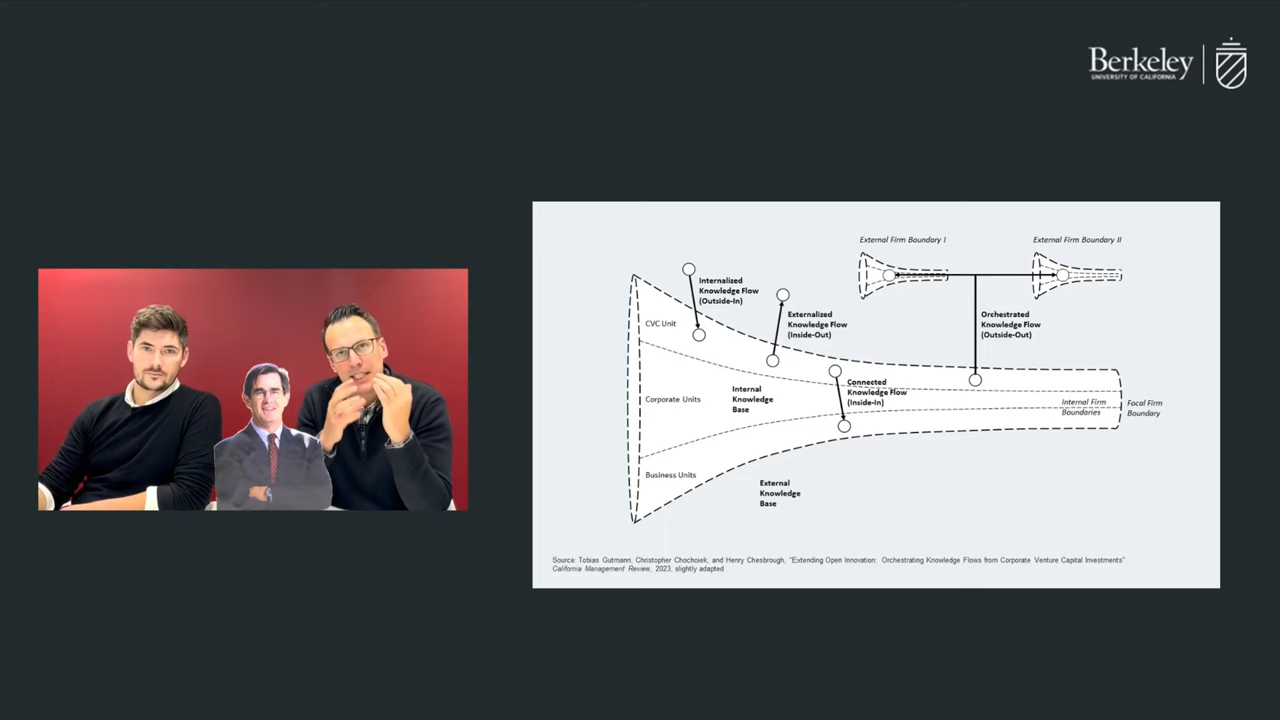 Berkeley
UNIVERSITY OF CALIFORNIA
External Firm Boundary I
External Firm Boundary II
Internalized
Knowledge Flow
(Outside-In)
Externalized
Knowledge Flow
(Inside-Out)
Orchestrated
Knowledge Flow
(Outside-Out)
CVC Unit
Connected
Knowledge Flow
(Inside-In)
Corporate Units
Internal
Knowledge
Base
Internal Firm
Boundaries
Focal Firm
Boundary
Business Units
External
Knowledge
Base
Source: Tobias Gutmann, Christopher Chochoiek, and Henry Chesbrough, "Extending Open Innovation: Orchestrating Knowledge Flows from Corporate Venture Capital Investments"
California Management Review, 2023, slightly adapted